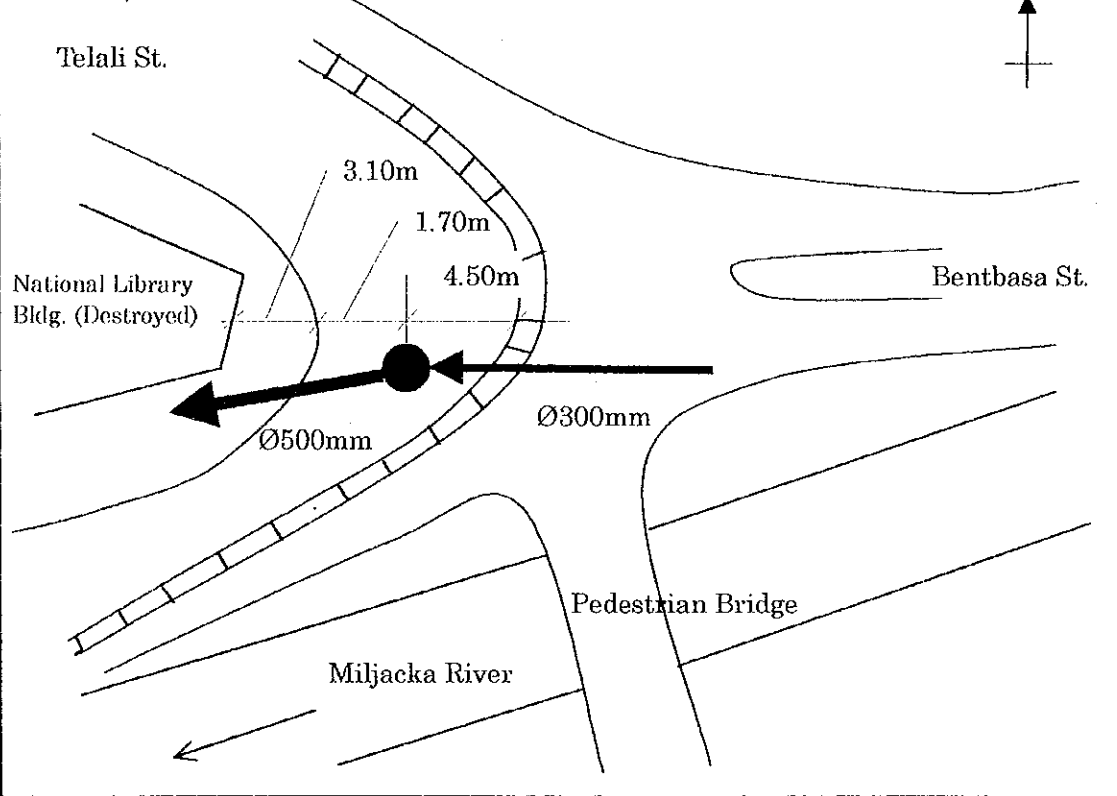 Telali St.
3.10m
1.70m
4.50m
National Library
Bldg. (Destroyed)
Bentbasa St.
Ø300mm
Ø500mm
Pedestrian Bridge
Miljacka River